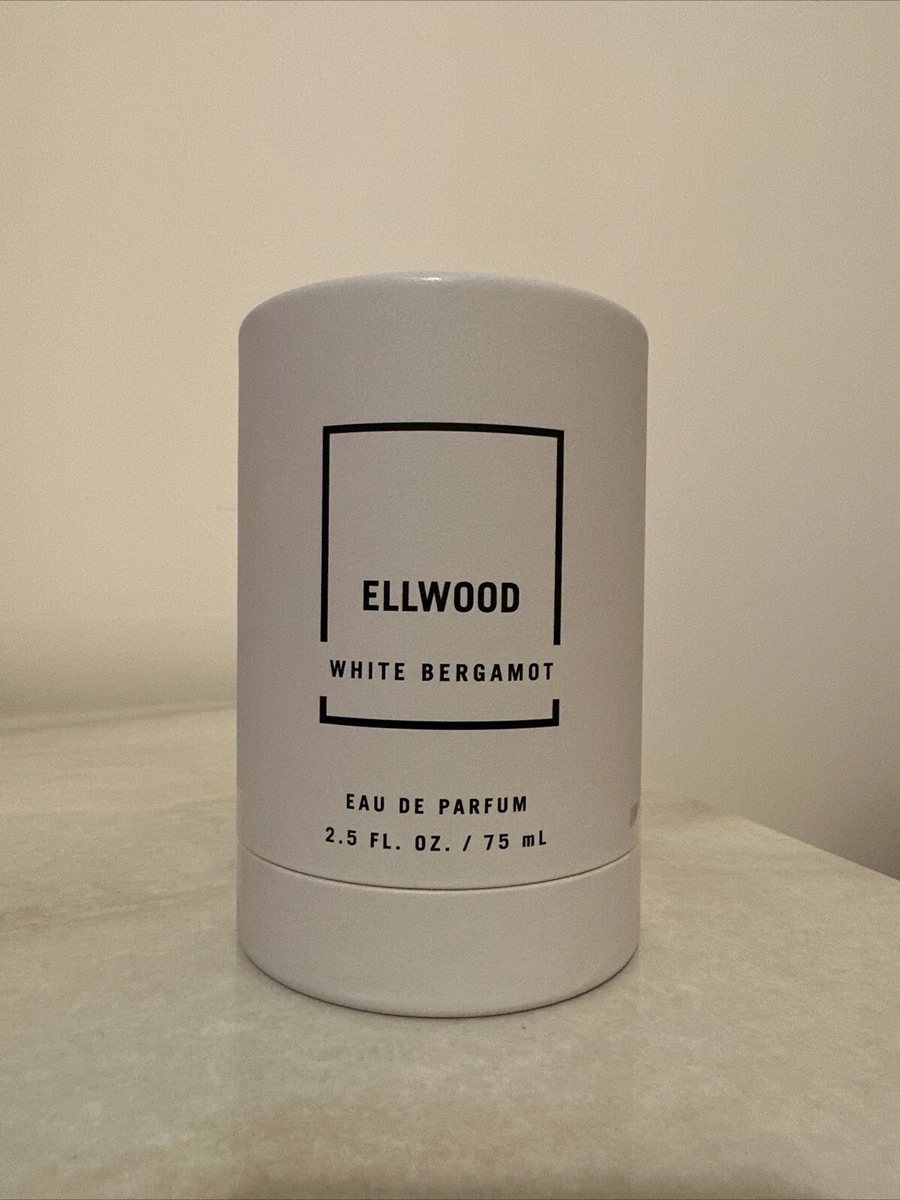 ELLWOOD
WHITE BERGAMOT
EAU DE PARFUM
2.5 FL. OZ. / 75 mL